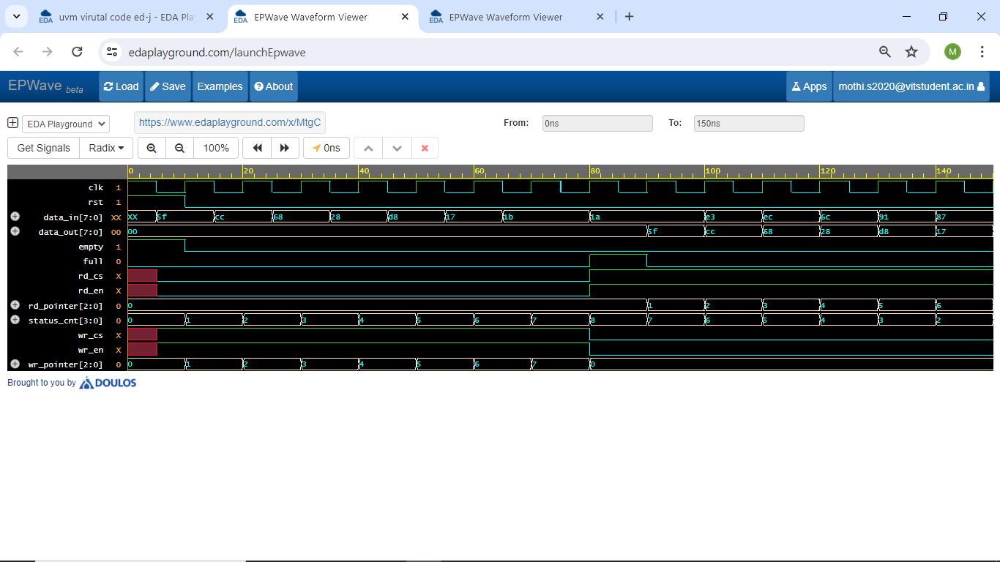 uvm virutal code ed-j - EDA Pla
EPWave Waveform Viewer
EPWave Waveform Viewer
edaplayground.com/launchEpwave
M
EPWave beta
Load
Save
Examples
About
Apps
mothi.s2020@vitstudent.ac.in
EDA Playground
https://www.edaplayground.com/x/MtgC
From:
0ns
To:
150ns
Get Signals
Radix
100%
0ns
0 20 40 60 80 100 120 140
clk 1
rst 1
data_in[7:0] XX XX 5f cc 68 28 d8 17 1b 1a e3 ec 6c 91 87
data_out[7:0] 00 00 5f cc 68 28 d8 17
empty 1
full 0
rd_cs X
rd_en X
rd_pointer[2:0] 0 0 1 2 3 4 5 6
status_cnt[3:0] 0 0 1 2 3 4 5 6 7 8 7 6 5 4 3 2
wr_cs X
wr_en X
wr_pointer[2:0] 0 0 1 2 3 4 5 6 7 0
Brought to you by DOULOS